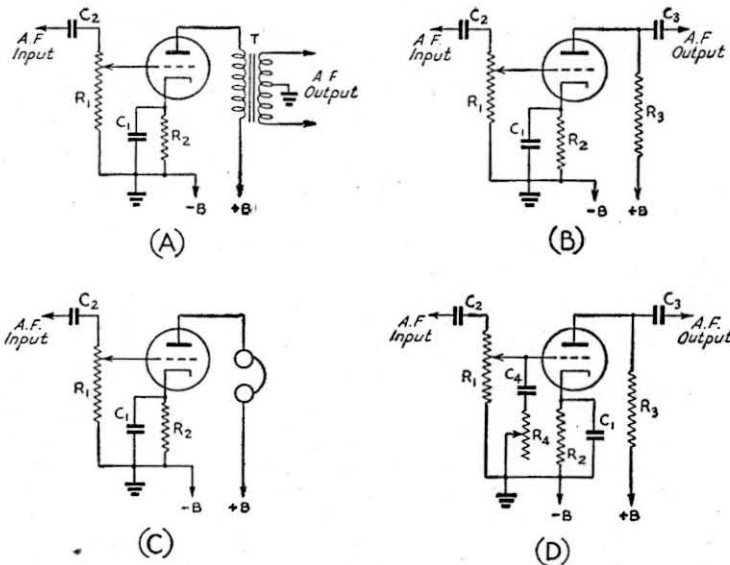 C2
A.F
Input
R1
C1
R2
T
A.F
Output
-B
+B
(A)
C2
A.F
Input
R1
C1
R2
C3
A.F
Output
R3
-B
+B
(B)
C2
A.F.
Input
R1
C1
R2
-B
+B
(C)
C2
A.F.
Input
R1
C4
R4
R2
C1
C3
A.F.
Output
R3
-B
+B
(D)